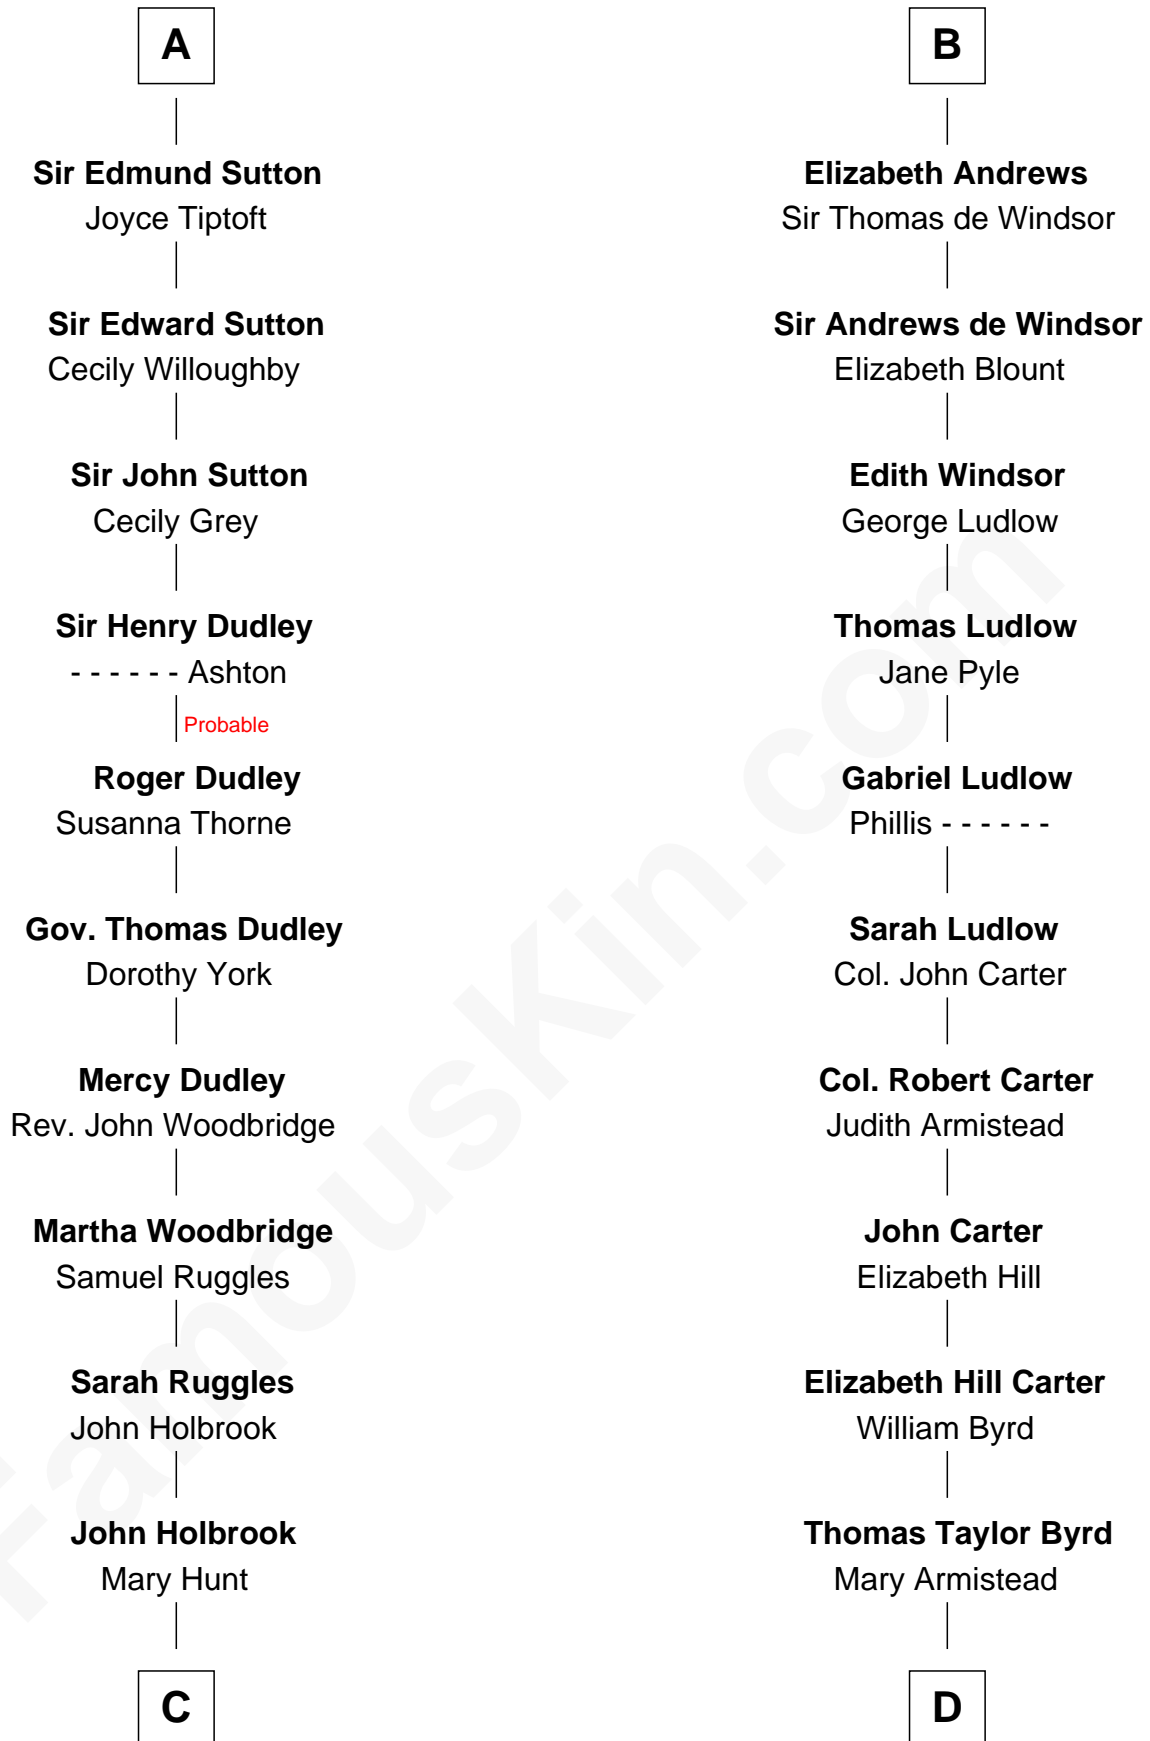 A
Sir Edmund Sutton
Joyce Tiptoft
Sir Edward Sutton
Cecily Willoughby
Sir John Sutton
Cecily Grey
Sir Henry Dudley
- - - - - - Ashton
Probable
Roger Dudley
Susanna Thorne
Gov. Thomas Dudley
Dorothy York
Mercy Dudley
Rev. John Woodbridge
Martha Woodbridge
Samuel Ruggles
Sarah Ruggles
John Holbrook
John Holbrook
Mary Hunt
C
B
Elizabeth Andrews
Sir Thomas de Windsor
Sir Andrews de Windsor
Elizabeth Blount
Edith Windsor
George Ludlow
Thomas Ludlow
Jane Pyle
Gabriel Ludlow
Phillis - - - - - -
Sarah Ludlow
Col. John Carter
Col. Robert Carter
Judith Armistead
John Carter
Elizabeth Hill
Elizabeth Hill Carter
William Byrd
Thomas Taylor Byrd
Mary Armistead
D
FamousKin.com